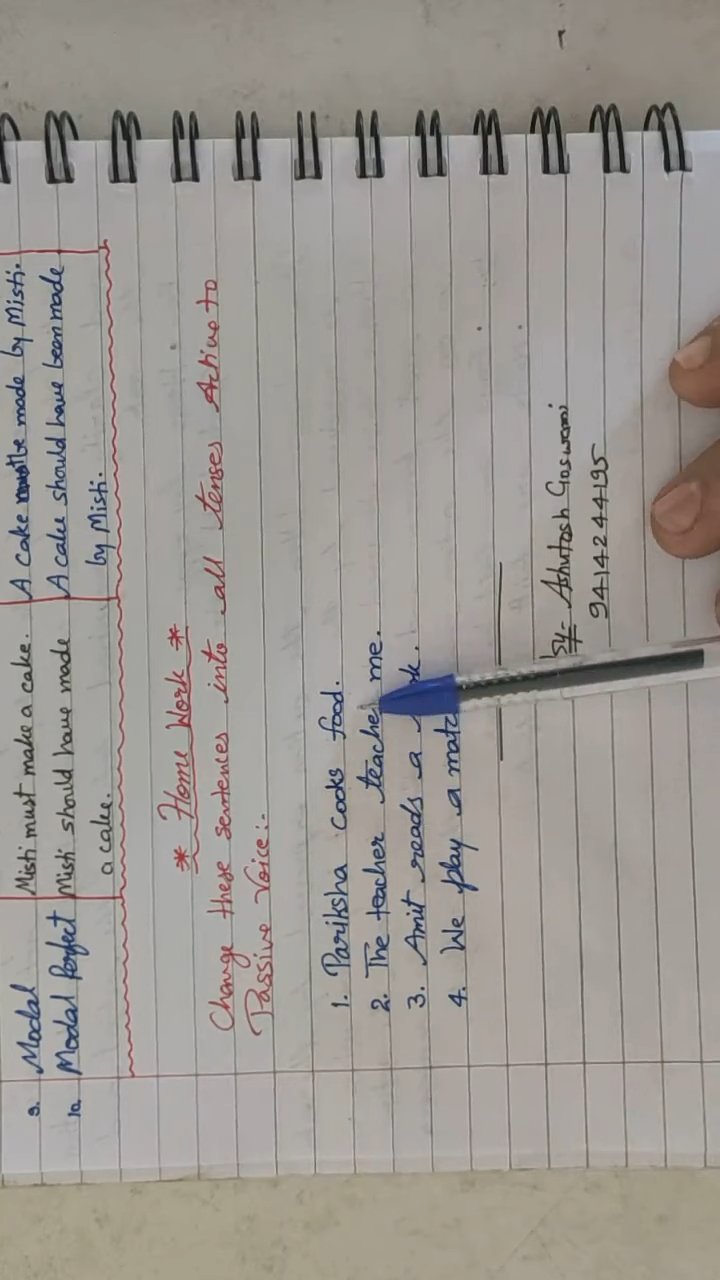 9. Modal Misti must make a cake. A cake must be made by Misti.
10. Modal Perfect Misti should have made A cake should have been made
a cake. by Misti.
* Home Work *
Change these sentences into all tenses Active to
Passive Voice:-
1. Pariksha cooks food.
2. The teacher teaches me.
3. Amit reads a
4. We play a
By- Ashutosh Goswami
9414244195